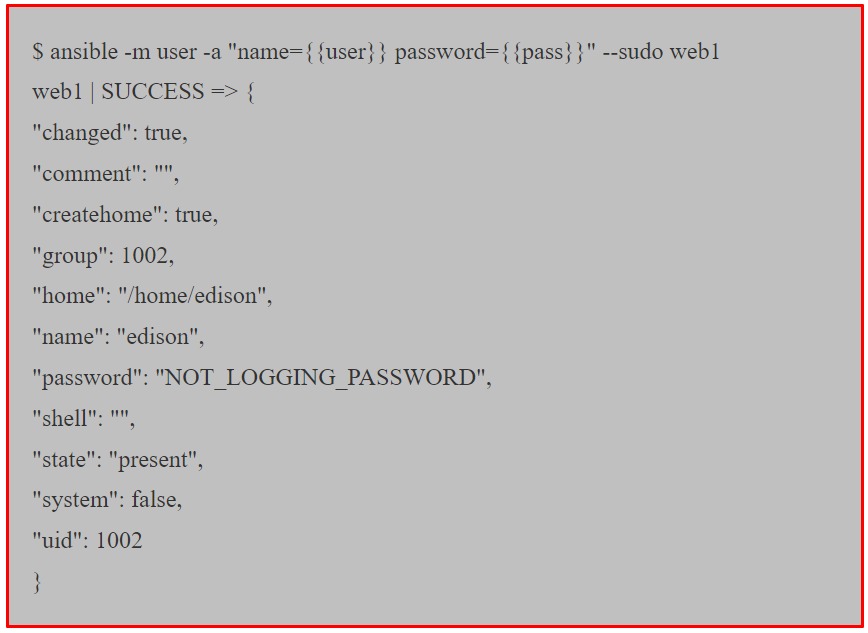 $ ansible -m user -a "name={{user}} password={{pass}}" --sudo web1
web1 | SUCCESS => {
"changed": true,
"comment": "",
"createhome": true,
"group": 1002,
"home": "/home/edison",
"name": "edison",
"password": "NOT_LOGGING_PASSWORD",
"shell": "",
"state": "present",
"system": false,
"uid": 1002
}